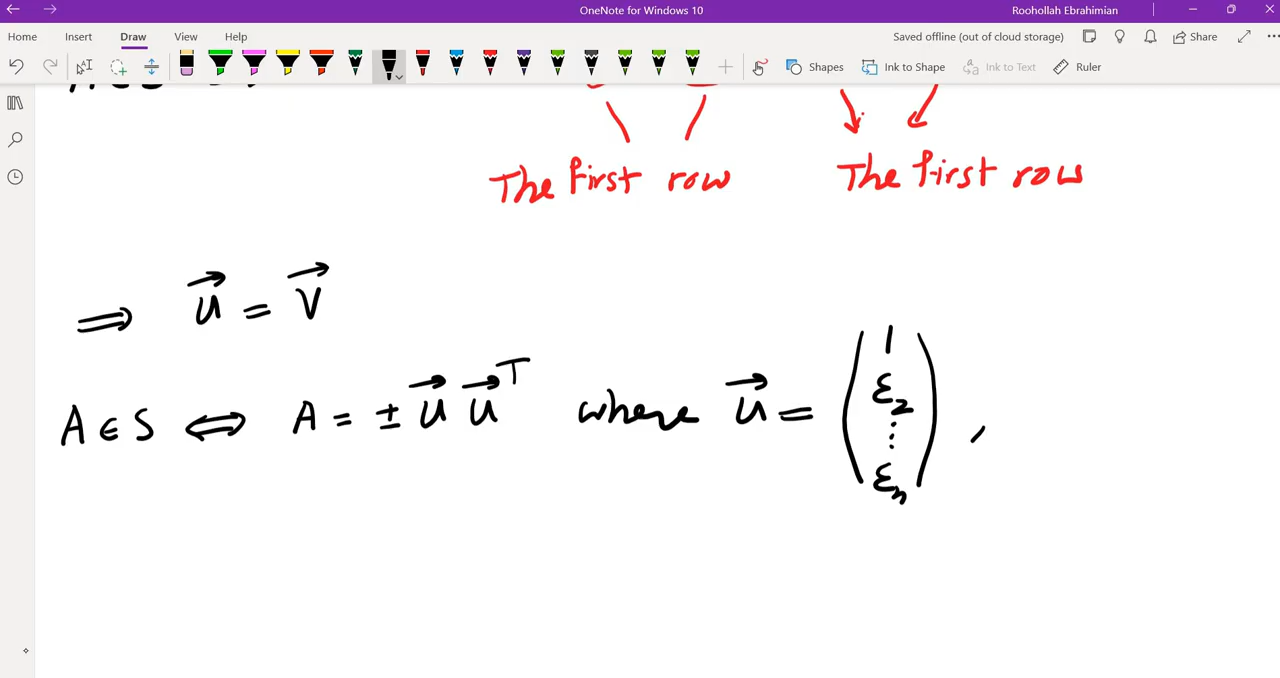 OneNote for Windows 10
Roohollah Ebrahimian
Home Insert Draw View Help
Saved offline (out of cloud storage) Share
Shapes Ink to Shape Ink to Text Ruler
A ∈ S
The first row The first row
⟹ u⃗ = v⃗
A ∈ S ⟺ A = ± u⃗ u⃗ᵀ where u⃗ = (1 ε₂ ⋮ εₙ) ,